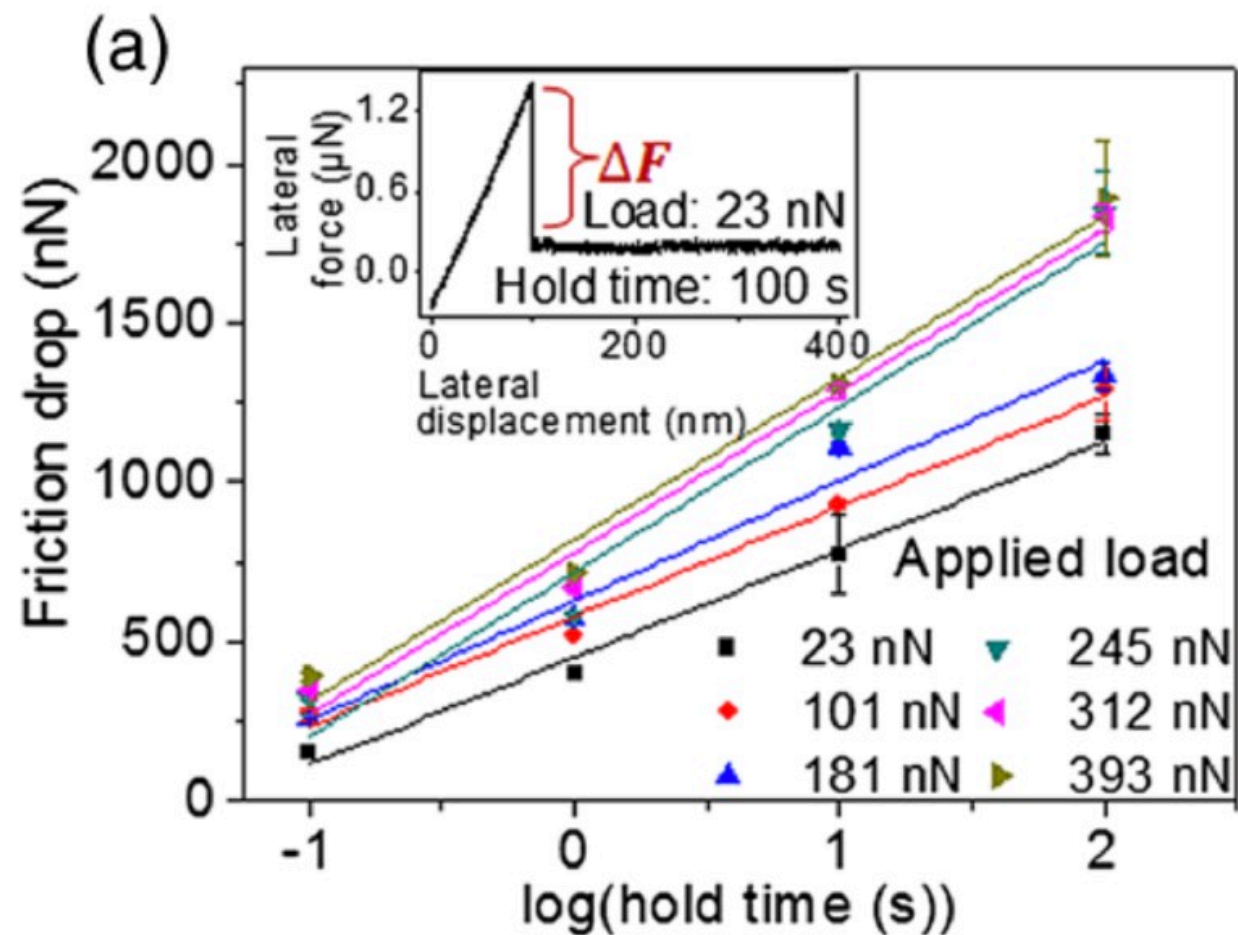 (a)
Friction drop (nN)
2000
1500
1000
500
0
Lateral
force (µN)
1.2
0.6
0.0
ΔF
Load: 23 nN
Hold time: 100 s
0 200 400
Lateral
displacement (nm)
Applied load
23 nN 245 nN
101 nN 312 nN
181 nN 393 nN
-1 0 1 2
log(hold time (s))